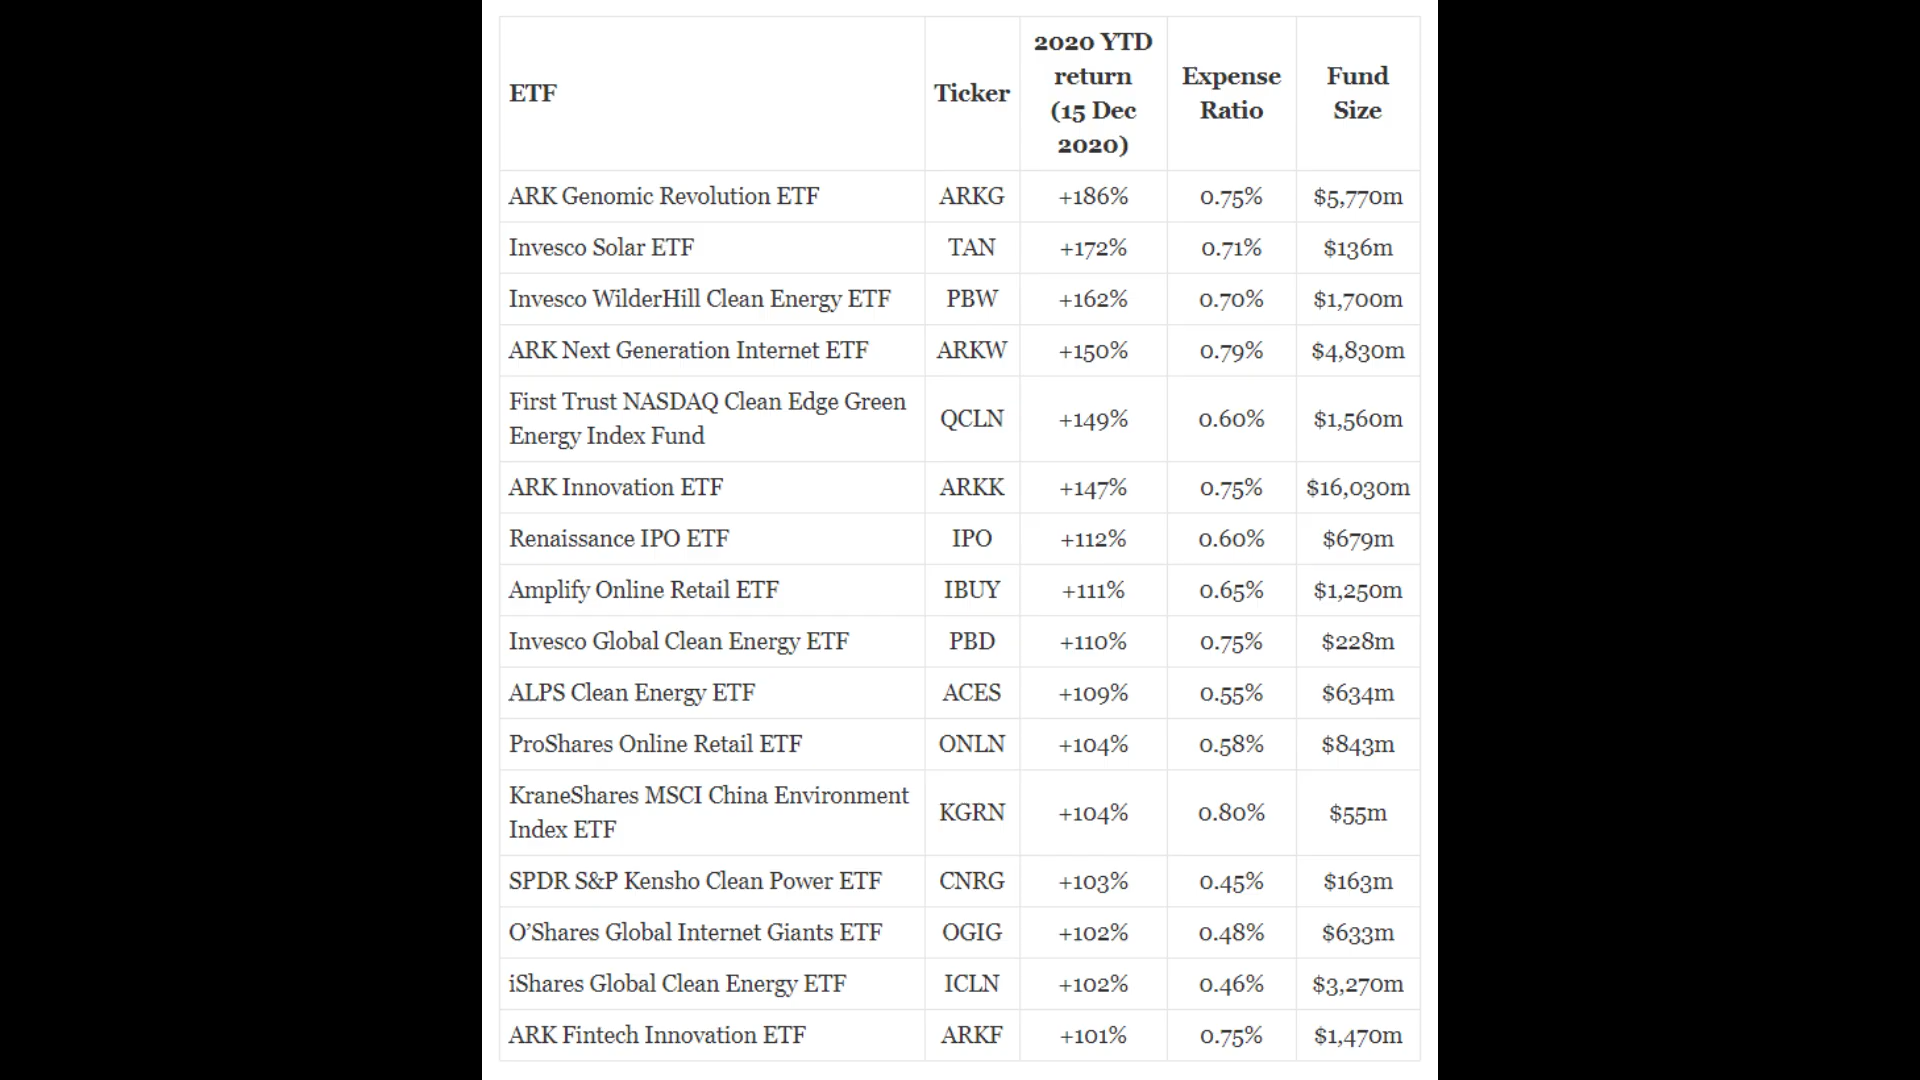 ETF Ticker 2020 YTD return (15 Dec 2020) Expense Ratio Fund Size
ARK Genomic Revolution ETF ARKG +186% 0.75% $5,770m
Invesco Solar ETF TAN +172% 0.71% $136m
Invesco WilderHill Clean Energy ETF PBW +162% 0.70% $1,700m
ARK Next Generation Internet ETF ARKW +150% 0.79% $4,830m
First Trust NASDAQ Clean Edge Green
Energy Index Fund QCLN +149% 0.60% $1,560m
ARK Innovation ETF ARKK +147% 0.75% $16,030m
Renaissance IPO ETF IPO +112% 0.60% $679m
Amplify Online Retail ETF IBUY +111% 0.65% $1,250m
Invesco Global Clean Energy ETF PBD +110% 0.75% $228m
ALPS Clean Energy ETF ACES +109% 0.55% $634m
ProShares Online Retail ETF ONLN +104% 0.58% $843m
KraneShares MSCI China Environment
Index ETF KGRN +104% 0.80% $55m
SPDR S&P Kensho Clean Power ETF CNRG +103% 0.45% $163m
O’Shares Global Internet Giants ETF OGIG +102% 0.48% $633m
iShares Global Clean Energy ETF ICLN +102% 0.46% $3,270m
ARK Fintech Innovation ETF ARKF +101% 0.75% $1,470m